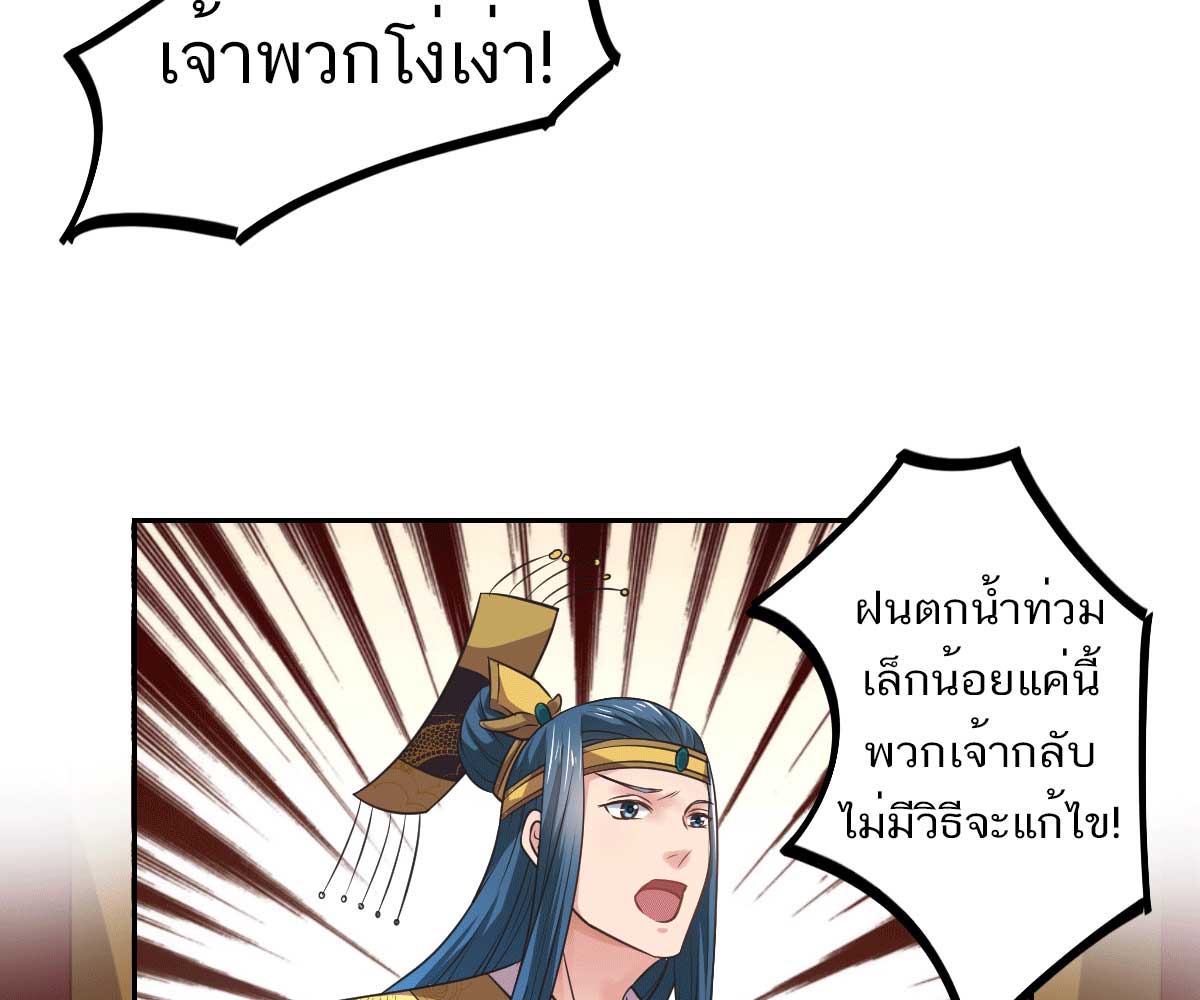 เจ้าพวกโง่เง่า!
ฝนตกน้ำท่วม
เล็กน้อยแค่นี้
พวกเจ้ากลับ
ไม่มีวิธีจะแก้ไข!